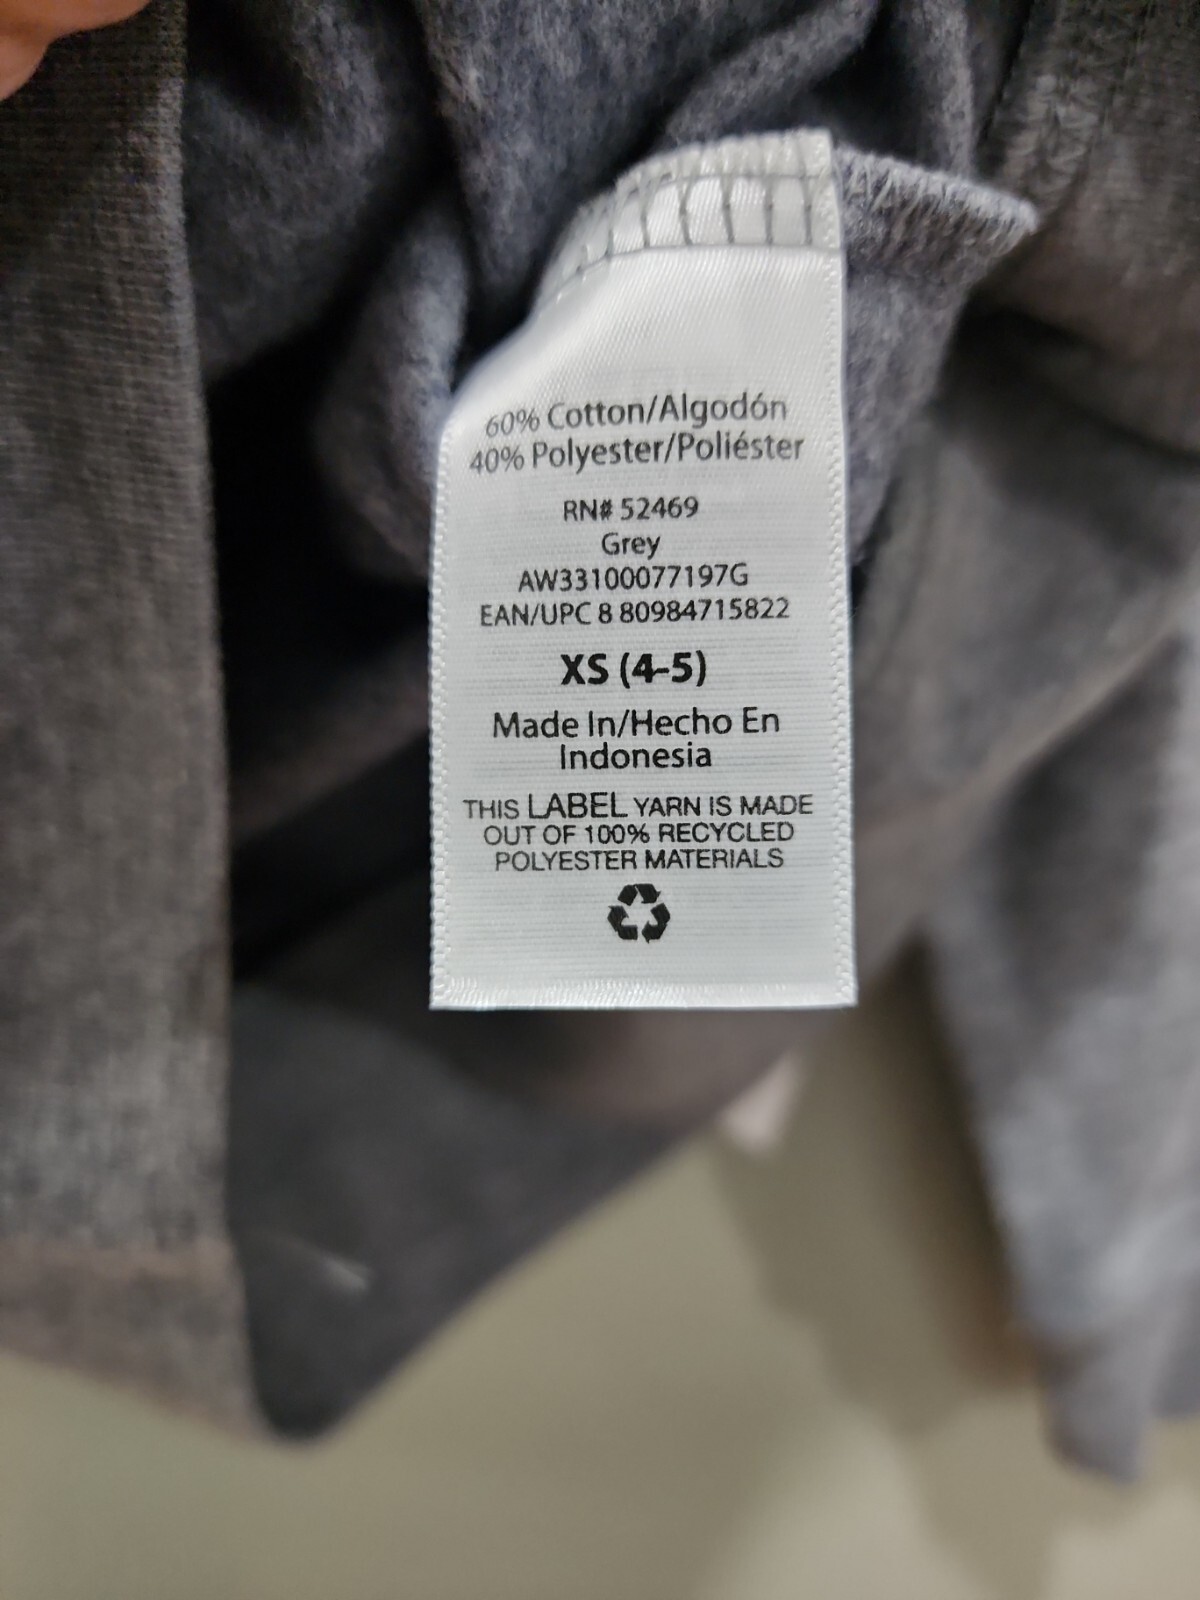 60% Cotton/Algodón
40% Polyester/Poliéster
RN# 52469
Grey
AW33100077197G
EAN/UPC 8 80984715822
XS (4-5)
Made In/Hecho En
Indonesia
THIS LABEL YARN IS MADE
OUT OF 100% RECYCLED
POLYESTER MATERIALS